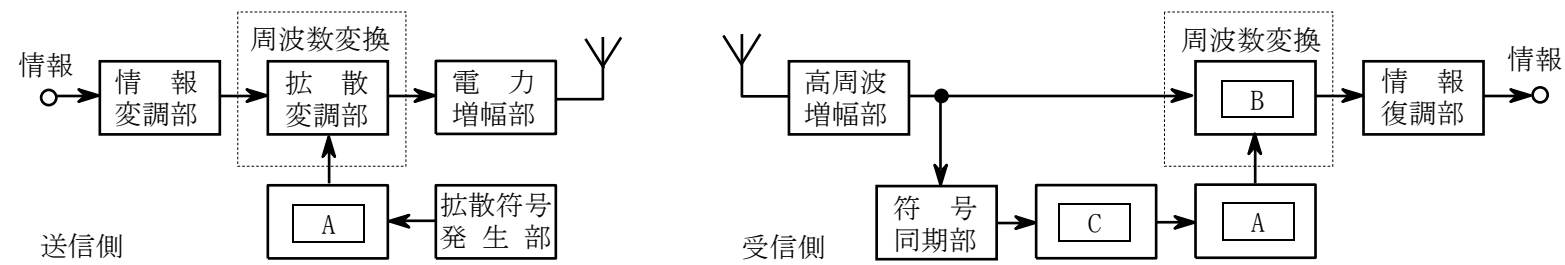 情報
情 報
変調部
周波数変換
拡 散
変調部
電 力
増幅部
A
拡散符号
発 生 部
送信側
高周波
増幅部
周波数変換
B
情 報
復調部
情報
符 号
同期部
C
A
受信側